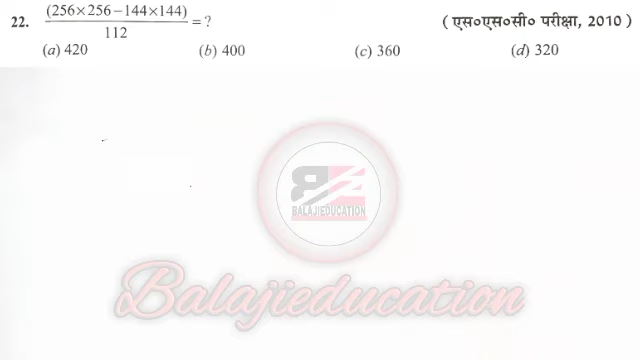 22. (256×256−144×144)/112 = ? ( एस०एस०सी० परीक्षा, 2010 )
(a) 420 (b) 400 (c) 360 (d) 320
BALAJIEDUCATION
Balajieducation